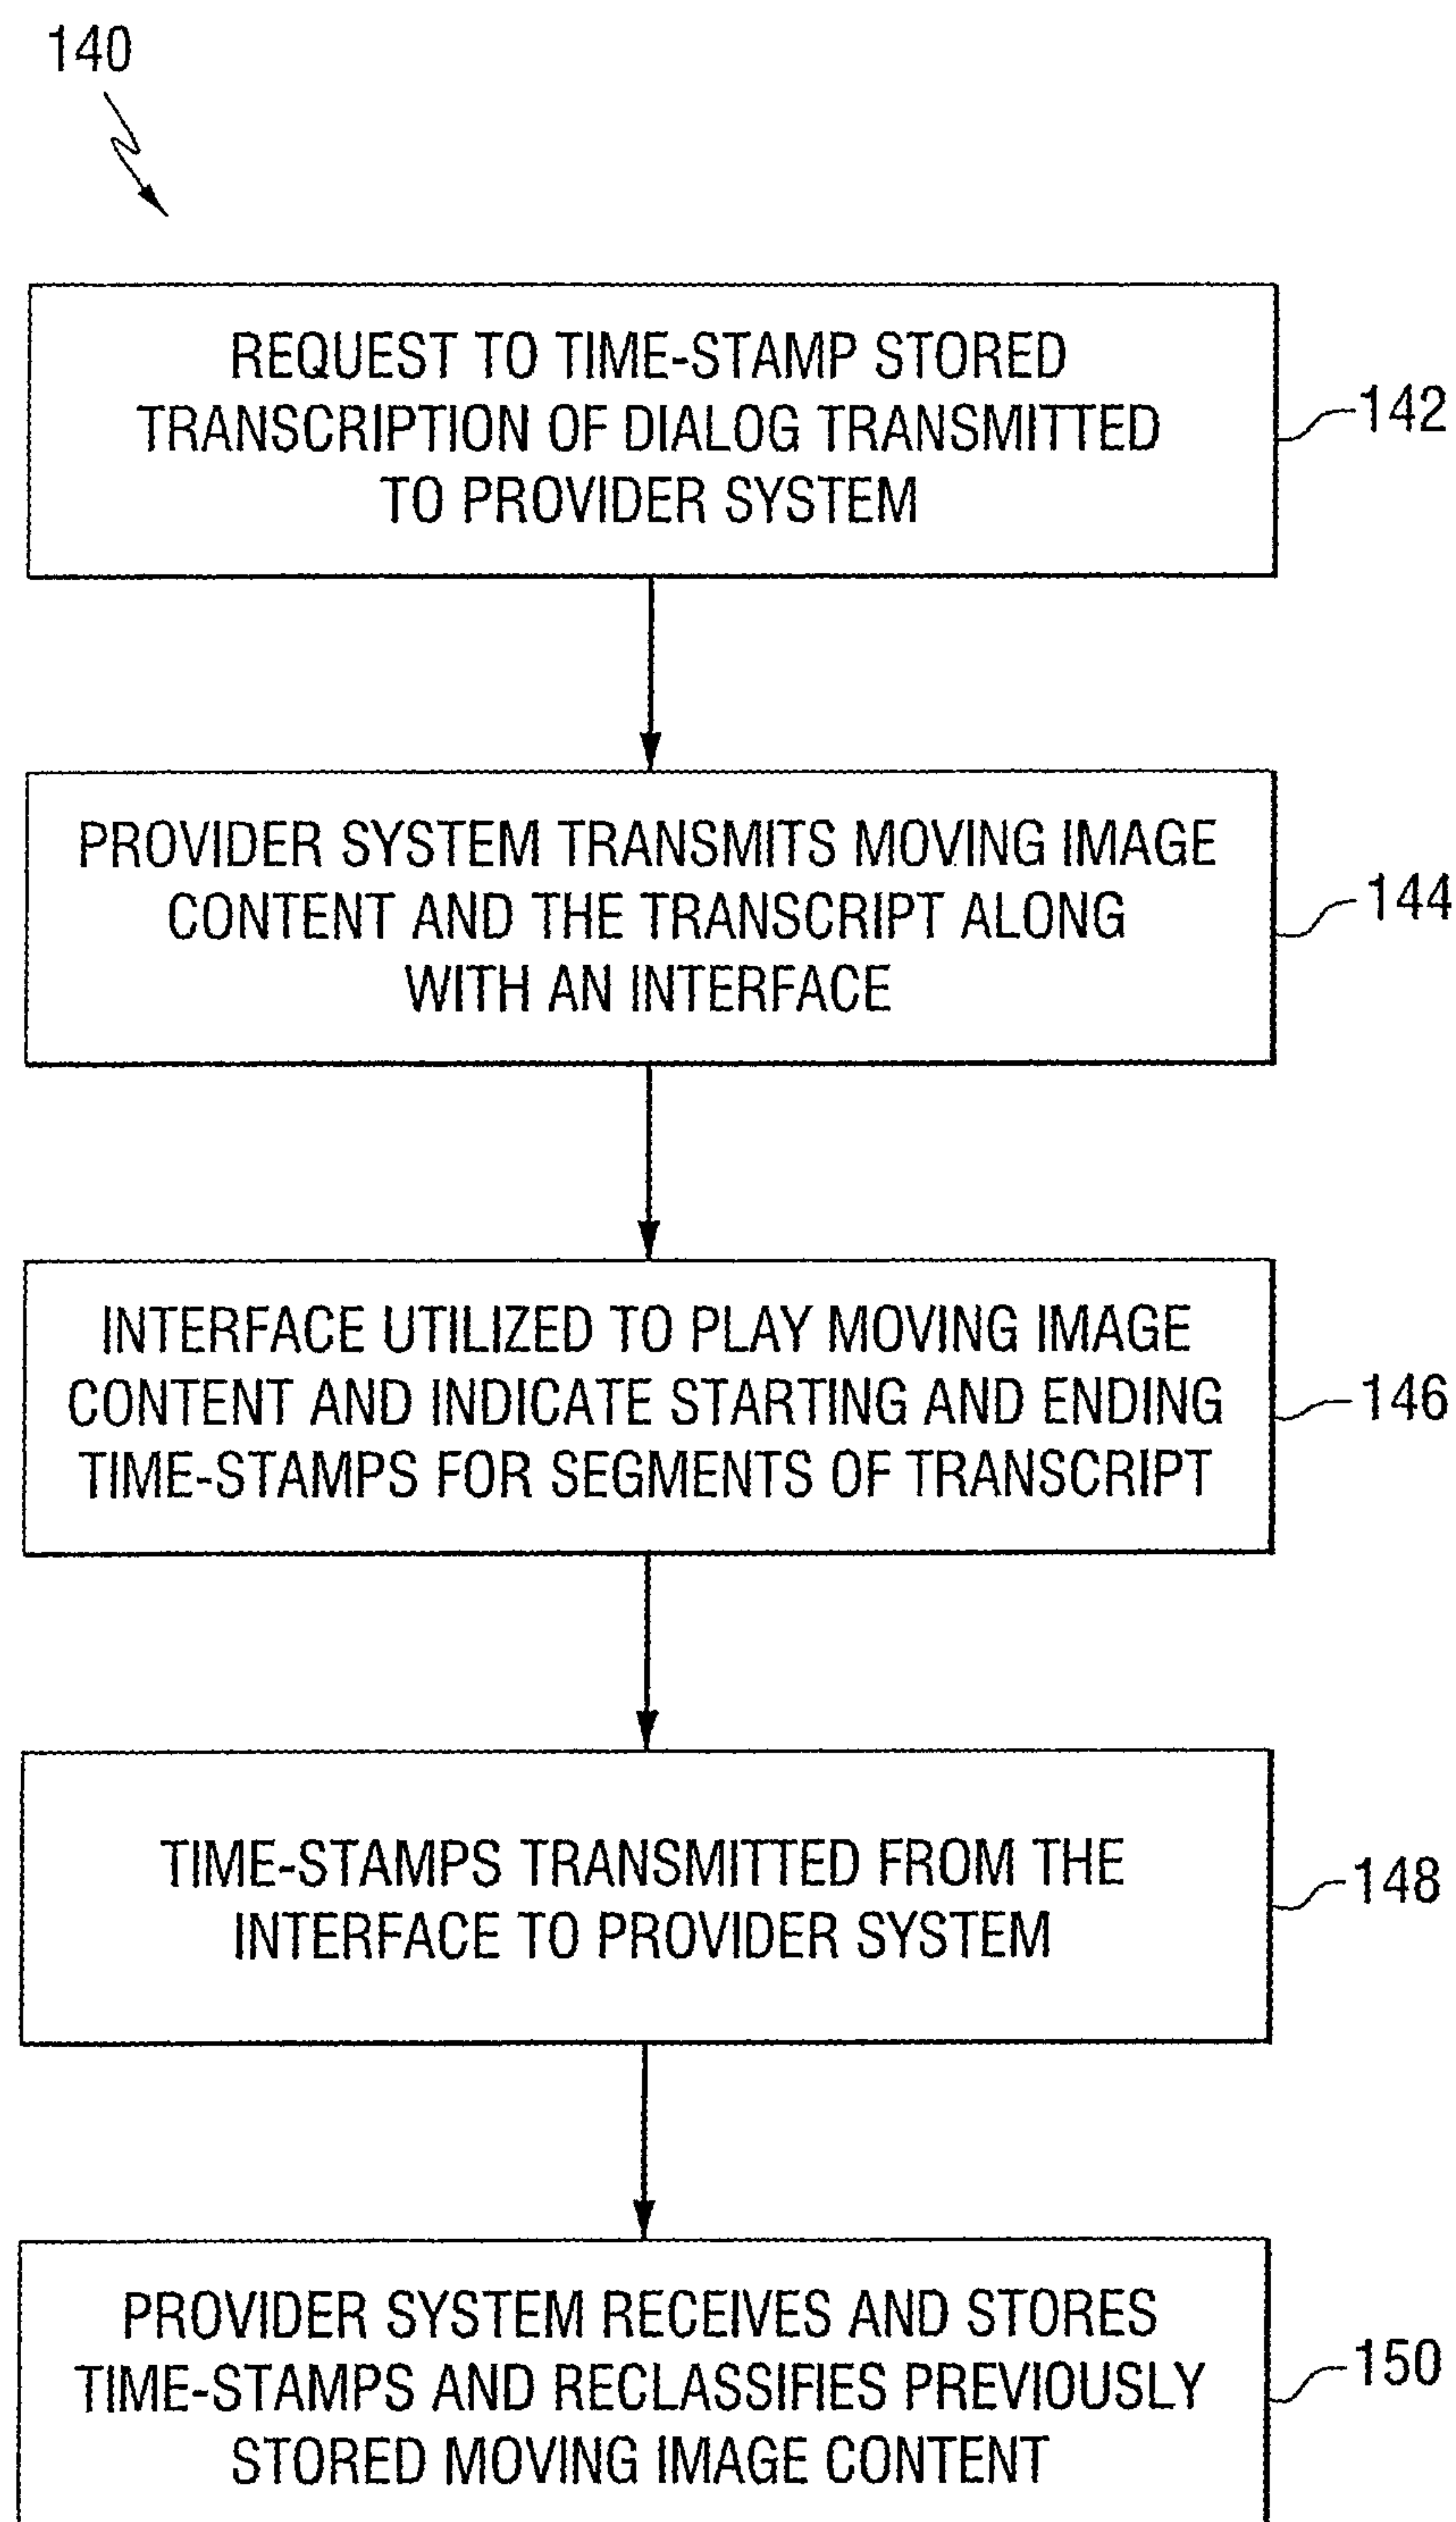 140
REQUEST TO TIME-STAMP STORED
TRANSCRIPTION OF DIALOG TRANSMITTED
TO PROVIDER SYSTEM
142
PROVIDER SYSTEM TRANSMITS MOVING IMAGE
CONTENT AND THE TRANSCRIPT ALONG
WITH AN INTERFACE
144
INTERFACE UTILIZED TO PLAY MOVING IMAGE
CONTENT AND INDICATE STARTING AND ENDING
TIME-STAMPS FOR SEGMENTS OF TRANSCRIPT
146
TIME-STAMPS TRANSMITTED FROM THE
INTERFACE TO PROVIDER SYSTEM
148
PROVIDER SYSTEM RECEIVES AND STORES
TIME-STAMPS AND RECLASSIFIES PREVIOUSLY
STORED MOVING IMAGE CONTENT
150